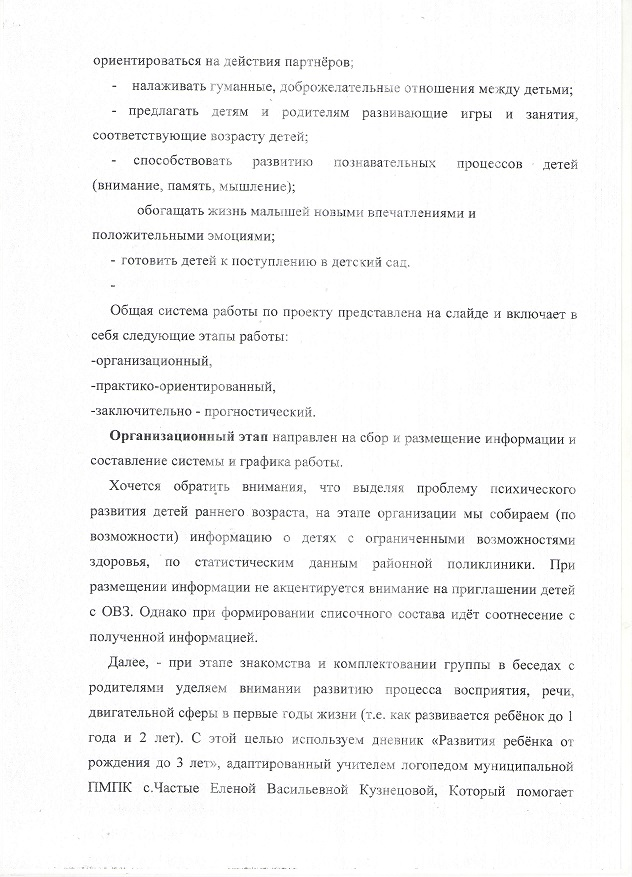 ориентироваться на действия партнёров;
- налаживать гуманные, доброжелательные отношения между детьми;
- предлагать детям и родителям развивающие игры и занятия,
соответствующие возрасту детей;
- способствовать развитию познавательных процессов детей
(внимание, память, мышление);
обогащать жизнь малышей новыми впечатлениями и
положительными эмоциями;
- готовить детей к поступлению в детский сад.
-
Общая система работы по проекту представлена на слайде и включает в
себя следующие этапы работы:
-организационный,
-практико-ориентированный,
-заключительно - прогностический.
Организационный этап направлен на сбор и размещение информации и
составление системы и графика работы.
Хочется обратить внимания, что выделяя проблему психического
развития детей раннего возраста, на этапе организации мы собираем (по
возможности) информацию о детях с ограниченными возможностями
здоровья, по статистическим данным районной поликлиники. При
размещении информации не акцентируется внимание на приглашении детей
с ОВЗ. Однако при формировании списочного состава идёт соотнесение с
полученной информацией.
Далее, - при этапе знакомства и комплектовании группы в беседах с
родителями уделяем внимании развитию процесса восприятия, речи,
двигательной сферы в первые годы жизни (т.е. как развивается ребёнок до 1
года и 2 лет). С этой целью используем дневник «Развития ребёнка от
рождения до 3 лет», адаптированный учителем логопедом муниципальной
ПМПК с.Частые Еленой Васильевной Кузнецовой, Который помогает